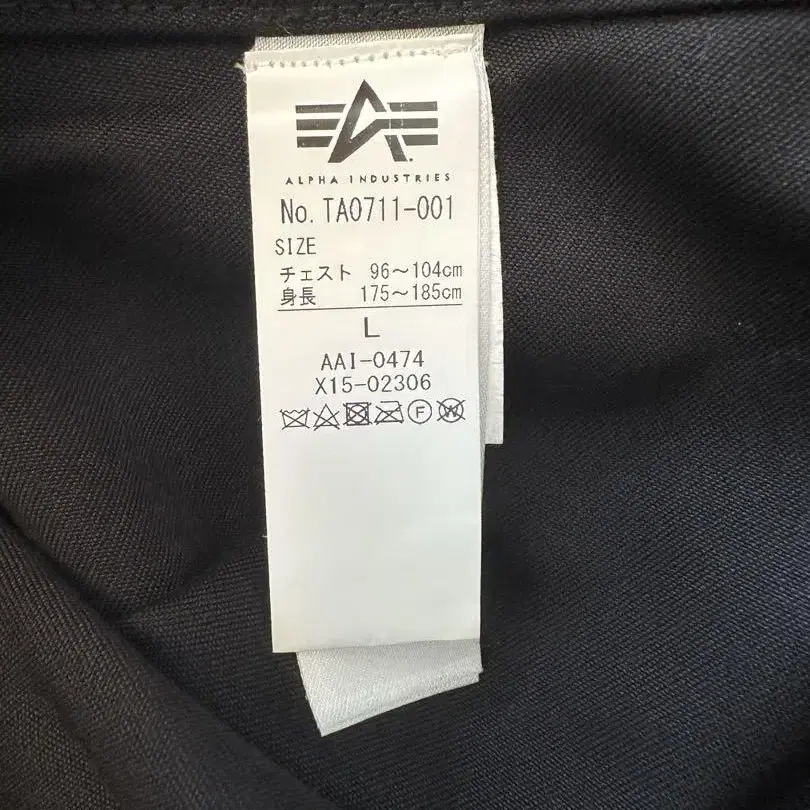 ALPHA INDUSTRIES
No. TA0711-001
SIZE
チェスト 96～104cm
身長 175～185cm
L
AAI-0474
X15-02306
F W